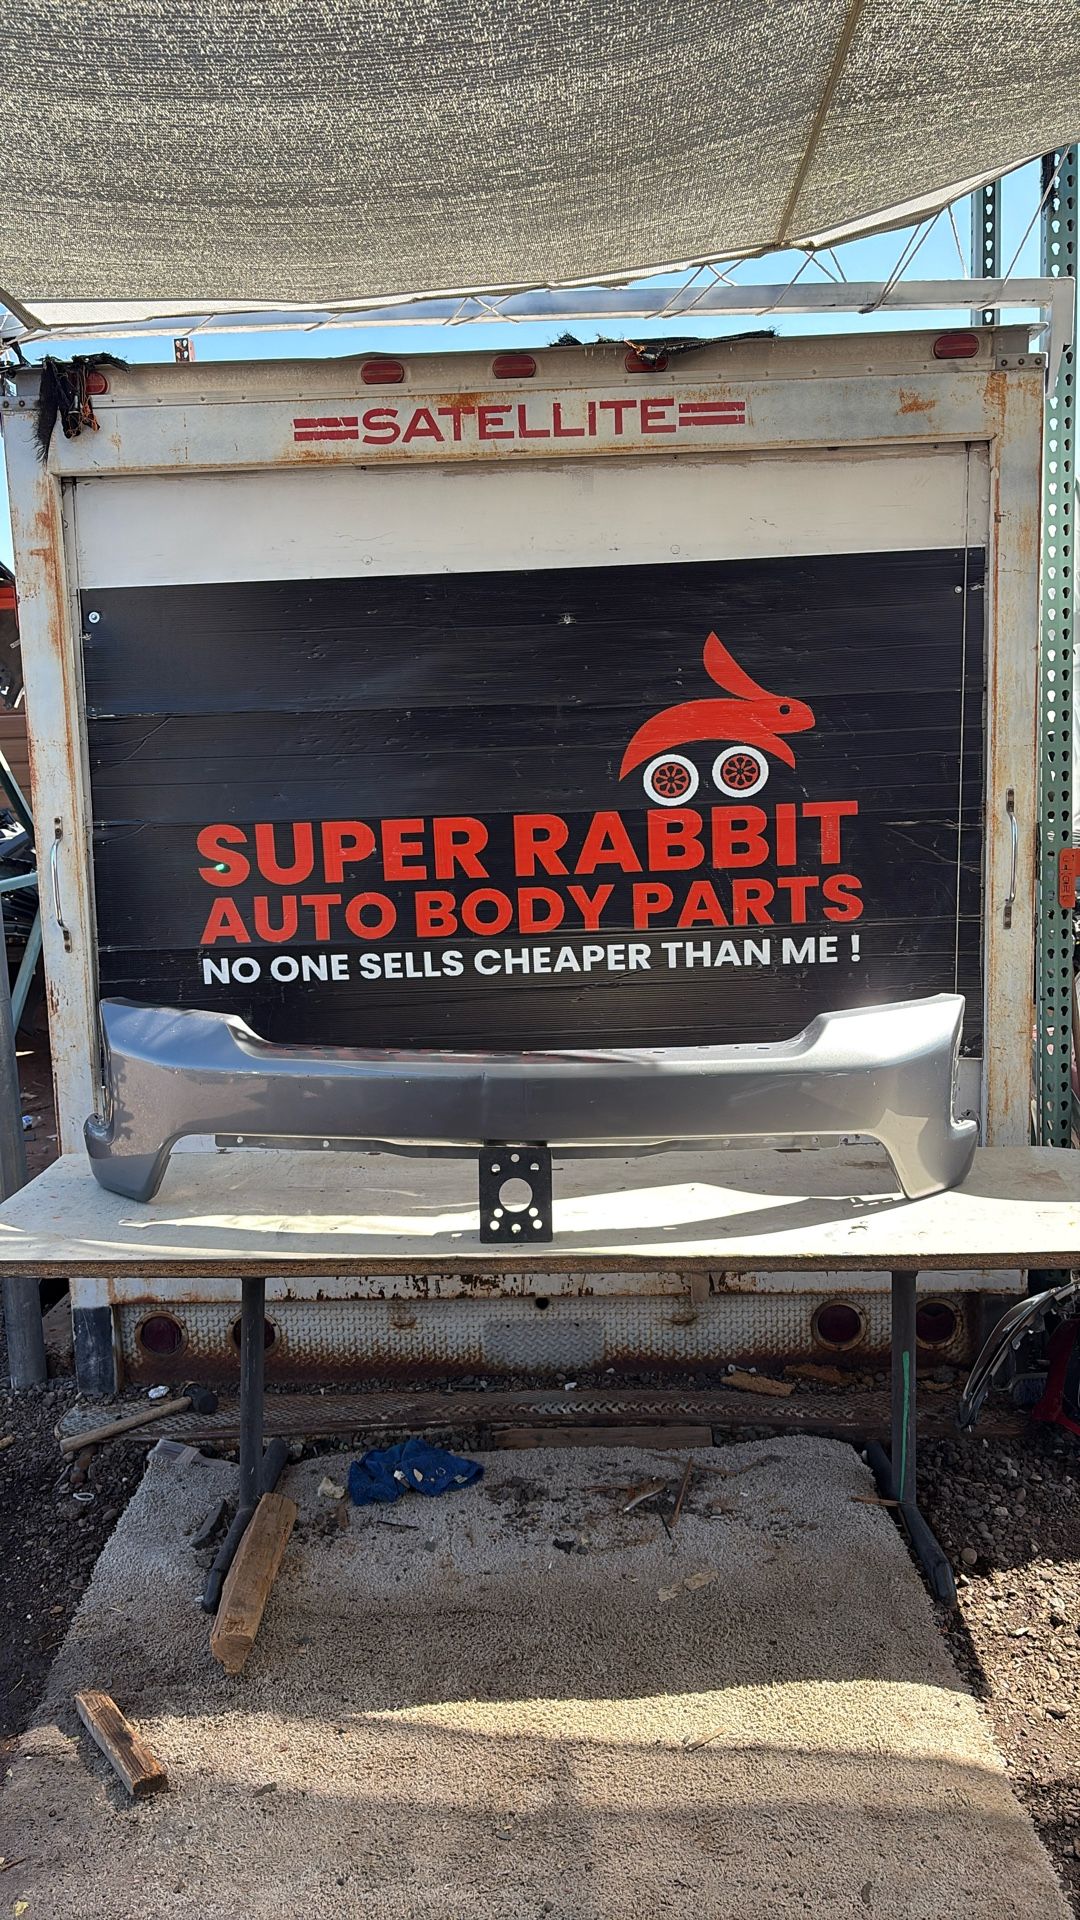 SATELLITE
SUPER RABBIT
AUTO BODY PARTS
NO ONE SELLS CHEAPER THAN ME !